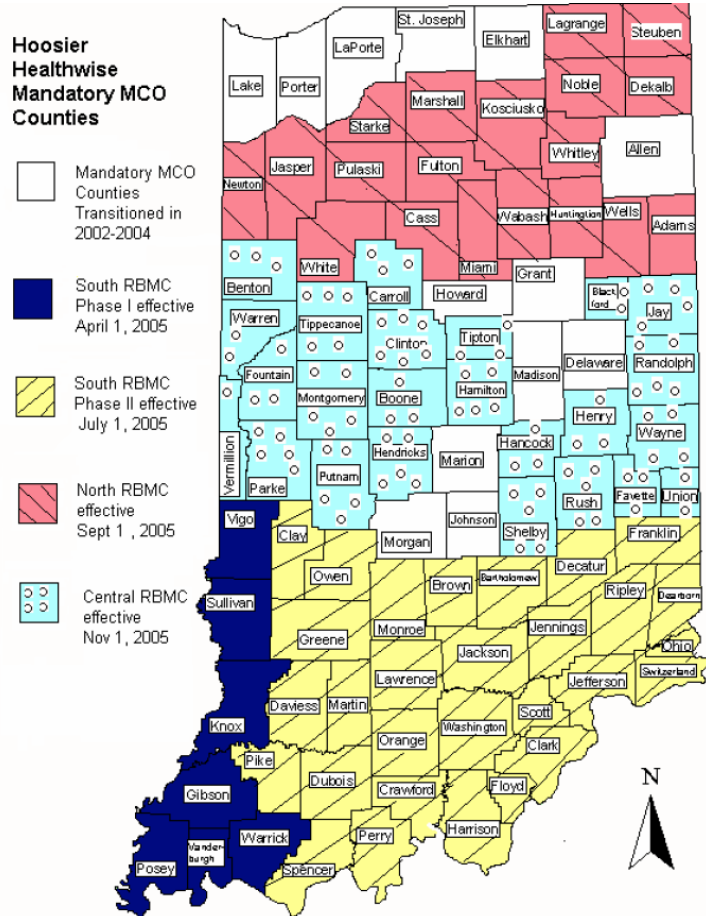 Hoosier
Healthwise
Mandatory MCO
Counties
Mandatory MCO
Counties
Transitioned in
2002-2004
South RBMC
Phase I effective
April 1, 2005
South RBMC
Phase II effective
July 1, 2005
North RBMC
effective
Sept 1 , 2005
Central RBMC
effective
Nov 1, 2005
St. Joseph
Lagrange
Steuben
LaPorte
Elkhart
Lake
Porter
Noble
Dekalb
Marshall
Kosciusko
Starke
Allen
Whitley
Jasper
Pulaski
Fulton
Newton
Cass
Wabash
Huntington
Wells
Adams
White
Miami
Grant
Benton
Carroll
Howard
Black
ford
Jay
Warren
Tippecanoe
Clinton
Tipton
Delaware
Randolph
Fountain
Madison
Montgomery
Boone
Hamilton
Henry
Wayne
Vermillion
Hancock
Hendricks
Marion
Putnam
Parke
Rush
Fayette
Union
Vigo
Clay
Morgan
Johnson
Shelby
Franklin
Owen
Decatur
Brown
Bartholomew
Ripley
Dearborn
Sullivan
Greene
Monroe
Jennings
Jackson
Ohio
Switzerland
Lawrence
Jefferson
Daviess
Martin
Knox
Scott
Washington
Orange
Clark
Pike
Dubois
Crawford
Floyd
Gibson
Harrison
Warrick
Vander-
burgh
Perry
Posey
Spencer
N